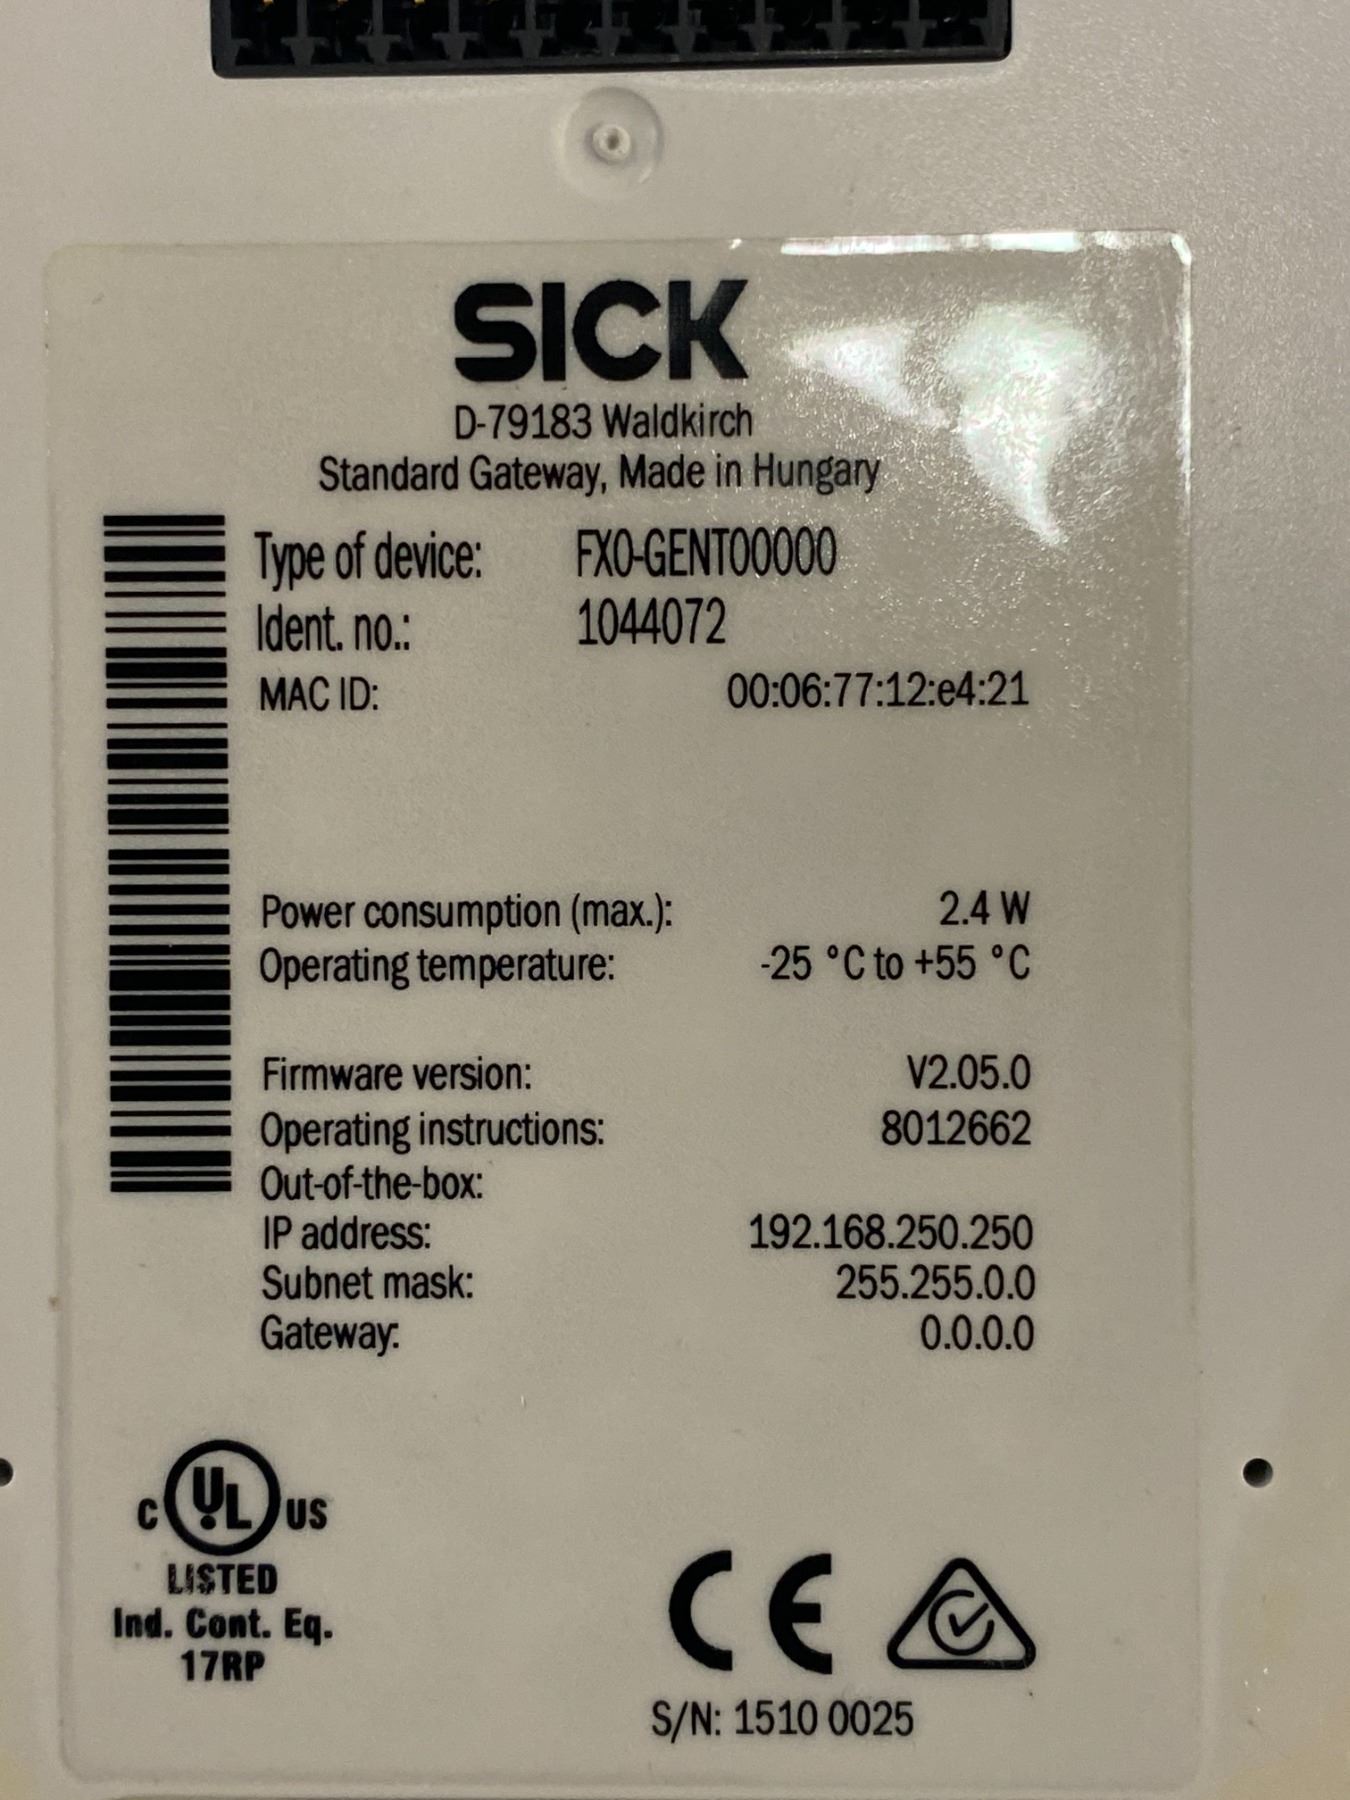 SICK
D-79183 Waldkirch
Standard Gateway, Made in Hungary
Type of device: FX0-GENT00000
Ident. no.: 1044072
MAC ID: 00:06:77:12:e4:21
Power consumption (max.): 2.4 W
Operating temperature: -25 °C to +55 °C
Firmware version: V2.05.0
Operating instructions: 8012662
Out-of-the-box:
IP address: 192.168.250.250
Subnet mask: 255.255.0.0
Gateway: 0.0.0.0
C UL US
LISTED
Ind. Cont. Eq.
17RP
CE
S/N: 1510 0025